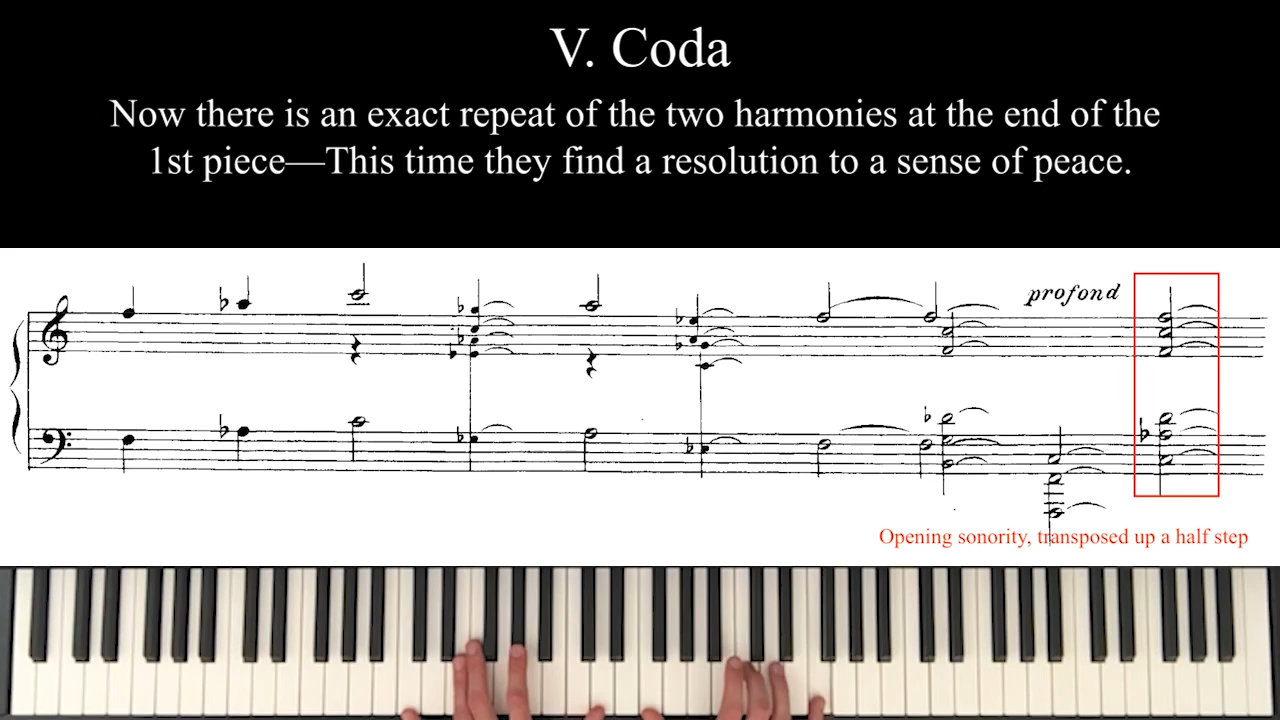 V. Coda
Now there is an exact repeat of the two harmonies at the end of the
1st piece—This time they find a resolution to a sense of peace.
profond
Opening sonority, transposed up a half step